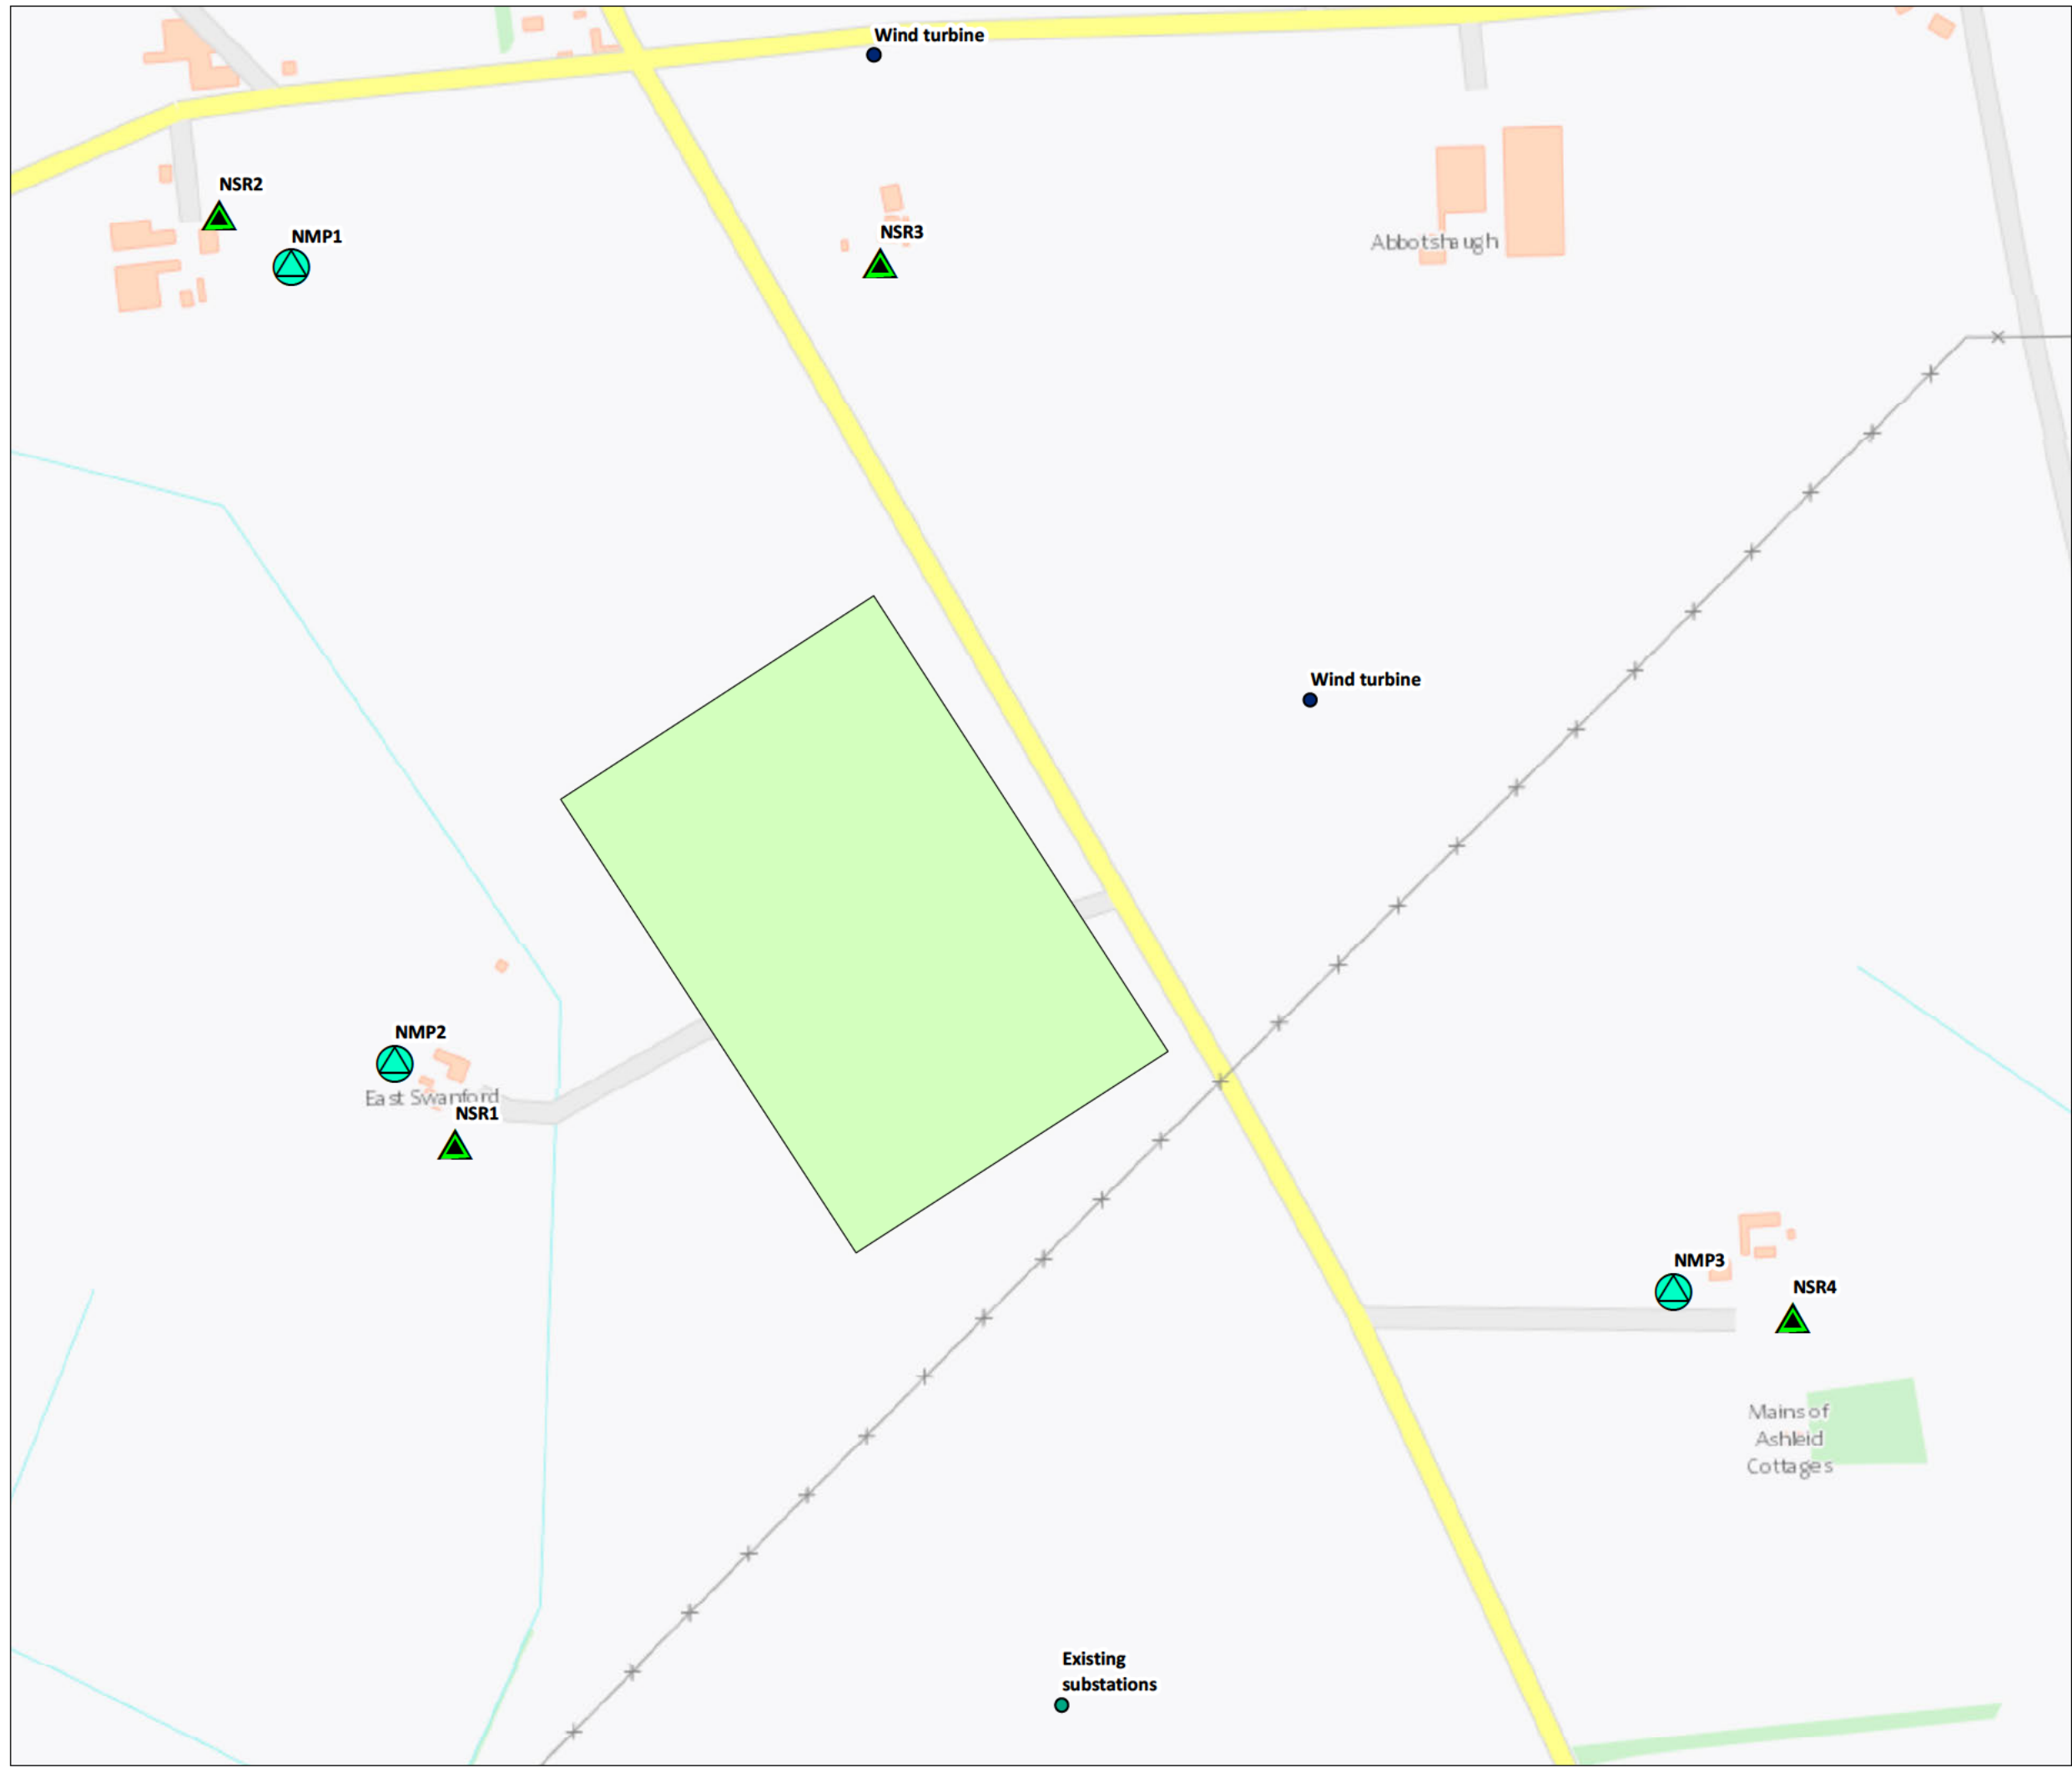 Wind turbine
NSR2
NMP1
NSR3
Abbotshaugh
Wind turbine
NMP2
East Swanford
NSR1
NMP3
NSR4
Mains of
Ashleid
Cottages
Existing
substations